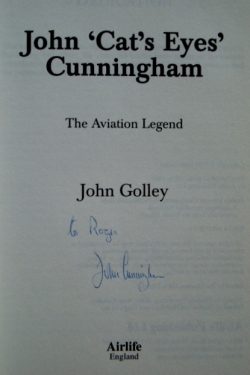 John 'Cat's Eyes'
Cunningham
The Aviation Legend
John Golley
to Roger
John Cunningham
Airlife
England